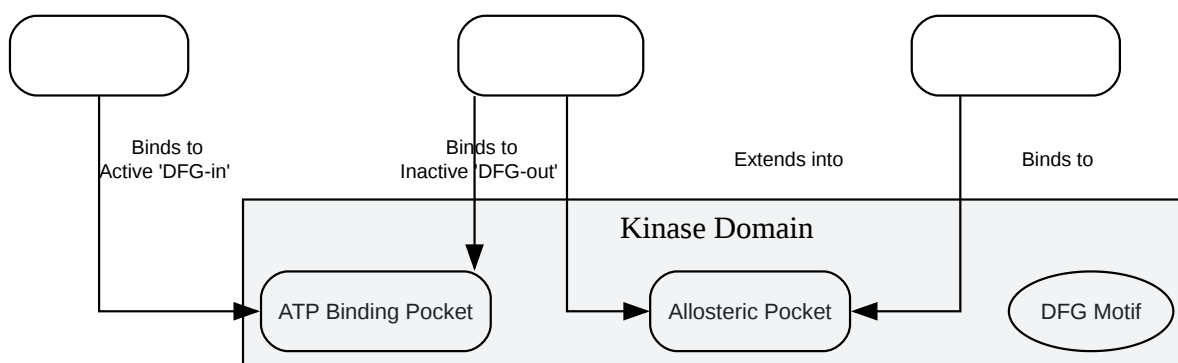 Binds to
Active 'DFG-in'
Binds to
Inactive 'DFG-out'
Extends into
Binds to
Kinase Domain
ATP Binding Pocket
Allosteric Pocket
DFG Motif